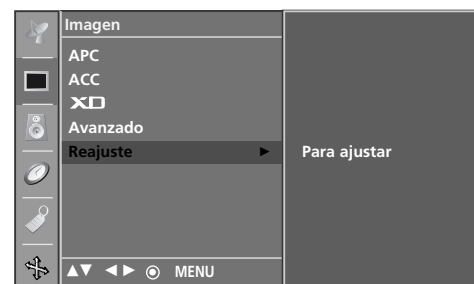 Imagen
APC
ACC
XD
Avanzado
Reajuste ►
Para ajustar
▲▼ ◄► ⊙ MENU